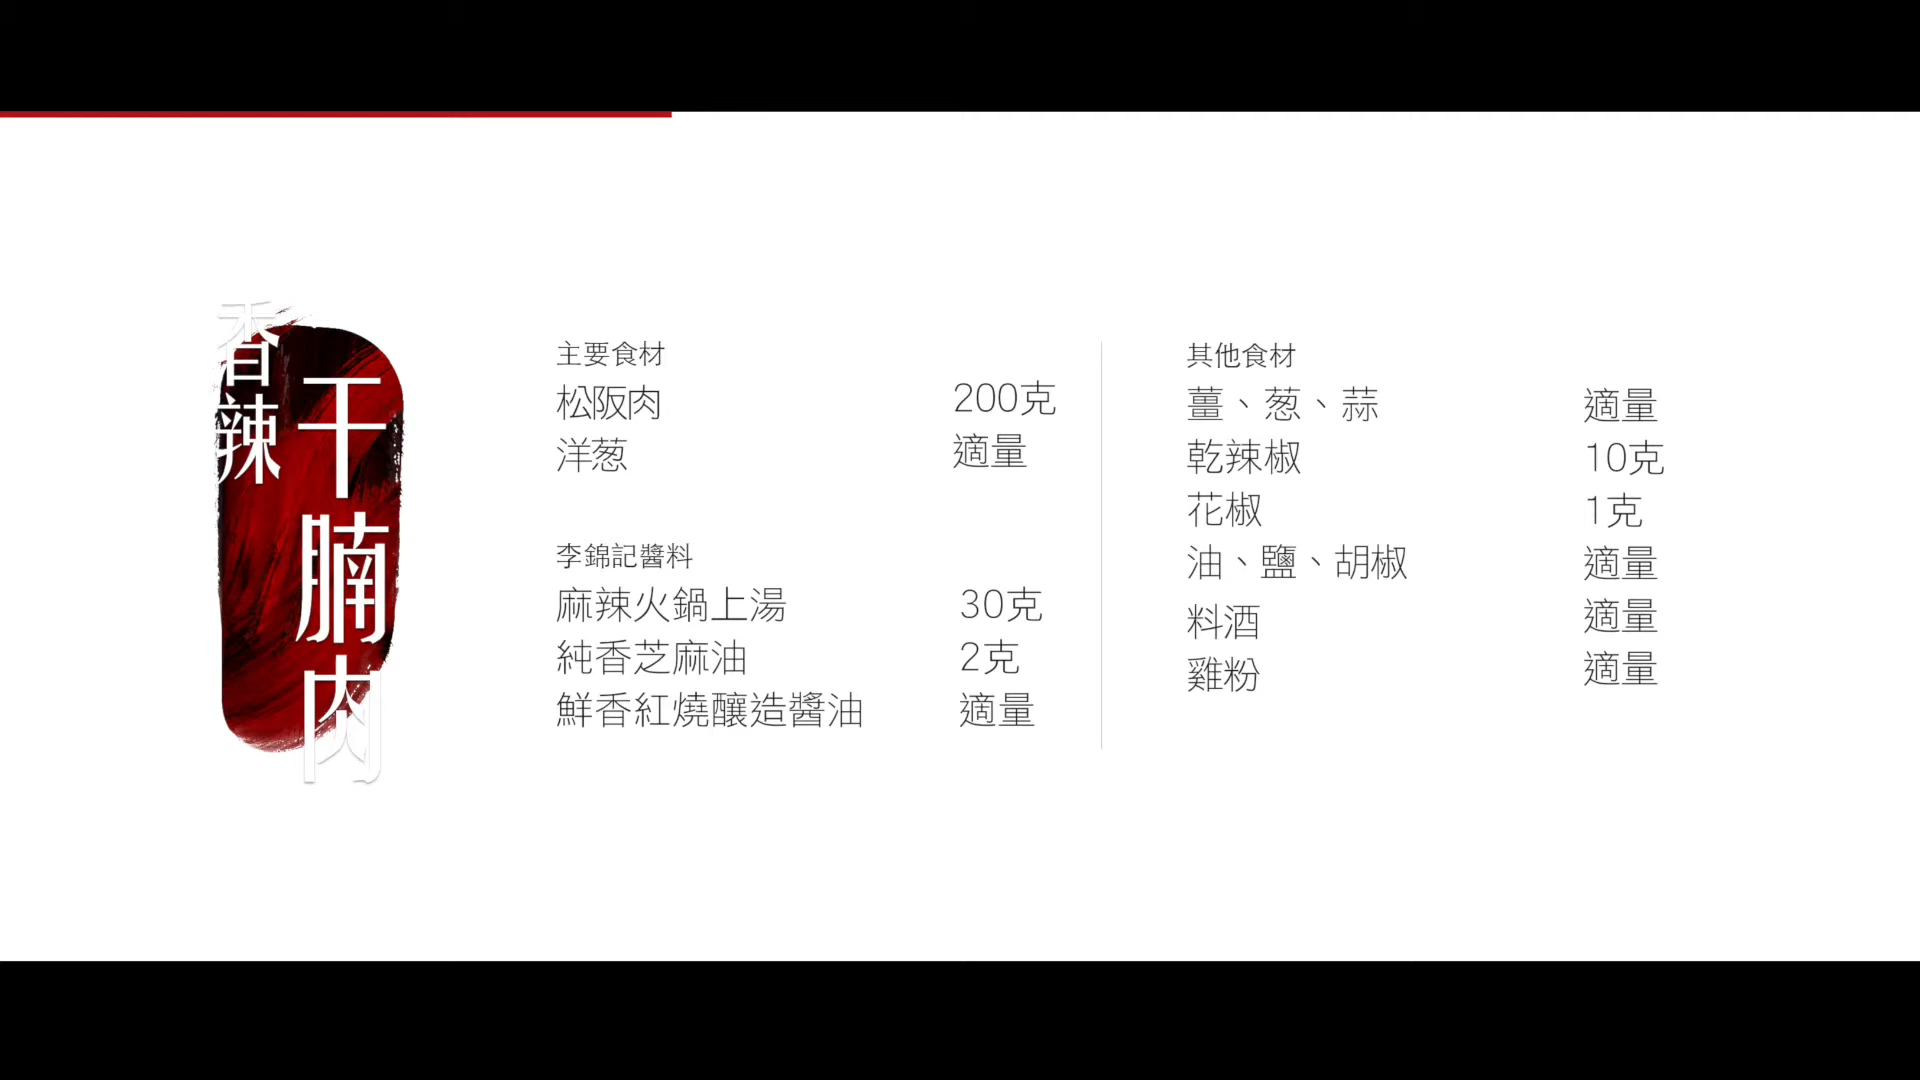 香辣
干腩肉
主要食材
松阪肉 200克
洋葱 適量
李錦記醬料
麻辣火鍋上湯 30克
純香芝麻油 2克
鮮香紅燒釀造醬油 適量
其他食材
薑、葱、蒜 適量
乾辣椒 10克
花椒 1克
油、鹽、胡椒 適量
料酒 適量
雞粉 適量